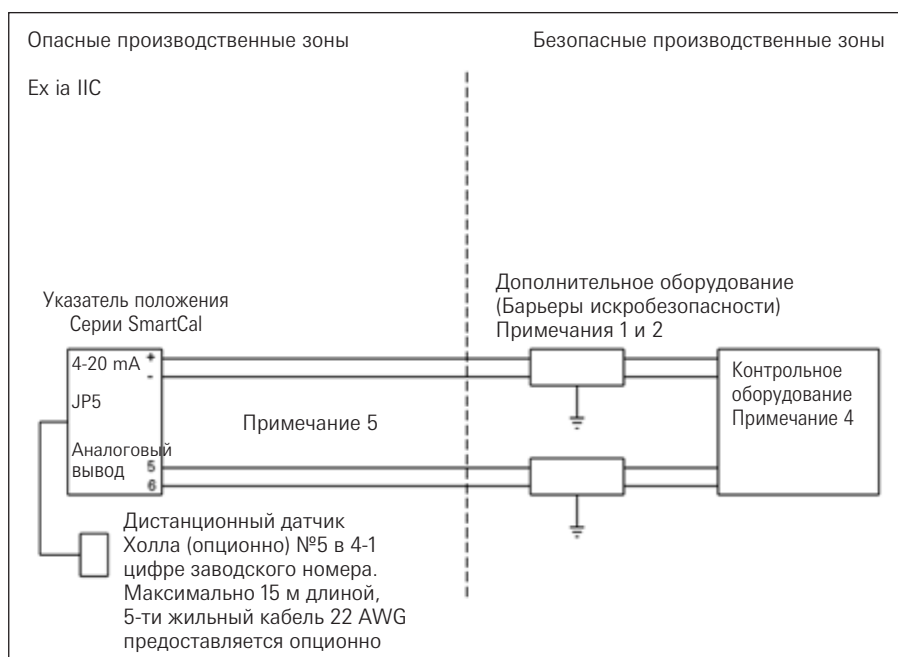 Опасные производственные зоны
Безопасные производственные зоны
Ex ia IIC
Дополнительное оборудование
(Барьеры искробезопасности)
Примечания 1 и 2
Указатель положения
Серии SmartCal
4-20 mA +
-
JP5
Аналоговый
вывод
5
6
Примечание 5
Контрольное
оборудование
Примечание 4
Дистанционный датчик
Холла (опционно) №5 в 4-1
цифре заводского номера.
Максимально 15 м длиной,
5-ти жильный кабель 22 AWG
предоставляется опционно